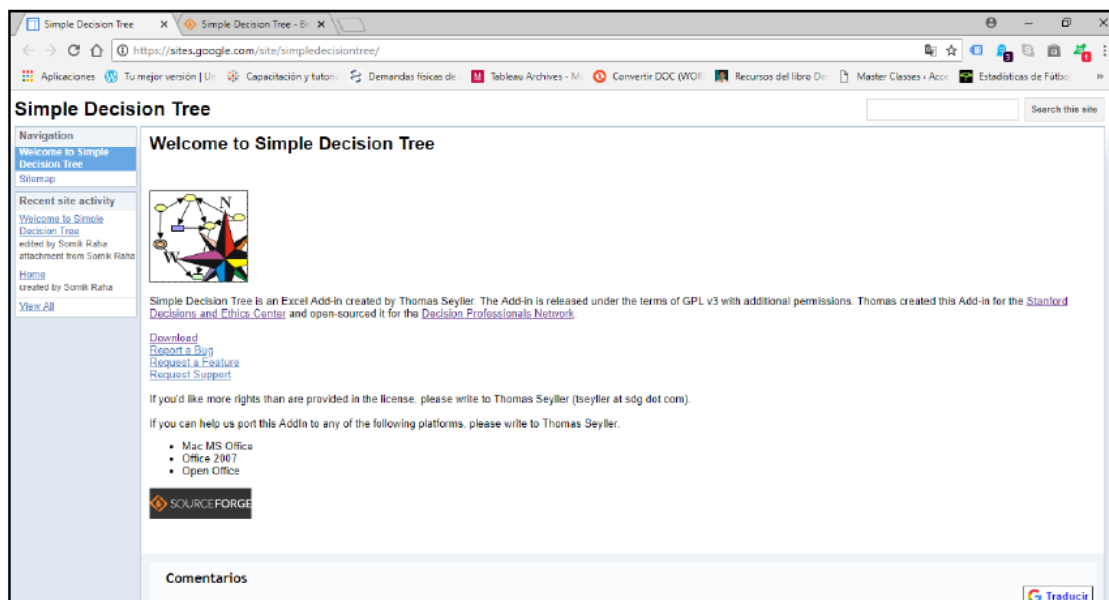 Simple Decision Tree
Simple Decision Tree - Br
https://sites.google.com/site/simpledecisiontree/
Aplicaciones
Tu mejor versión | Un
Capacitación y tutori
Demandas físicas de
Tableau Archives - M
Convertir DOC (WOR
Recursos del libro De
Master Classes ‹ Acce
Estadísticas de Fútbo
»
Simple Decision Tree
Search this site
Navigation
Welcome to Simple
Decision Tree
Sitemap
Recent site activity
Welcome to Simple
Decision Tree
edited by Somik Raha
attachment from Somik Raha
Home
created by Somik Raha
View All
Welcome to Simple Decision Tree
N
W
Simple Decision Tree is an Excel Add-in created by Thomas Seyller. The Add-in is released under the terms of GPL v3 with additional permissions. Thomas created this Add-in for the Stanford
Decisions and Ethics Center and open-sourced it for the Decision Professionals Network.
Download
Report a Bug
Request a Feature
Request Support
If you'd like more rights than are provided in the license, please write to Thomas Seyller (tseyller at sdg dot com).
If you can help us port this AddIn to any of the following platforms, please write to Thomas Seyller.
• Mac MS Office
• Office 2007
• Open Office
SOURCEFORGE
Comentarios
G Traducir